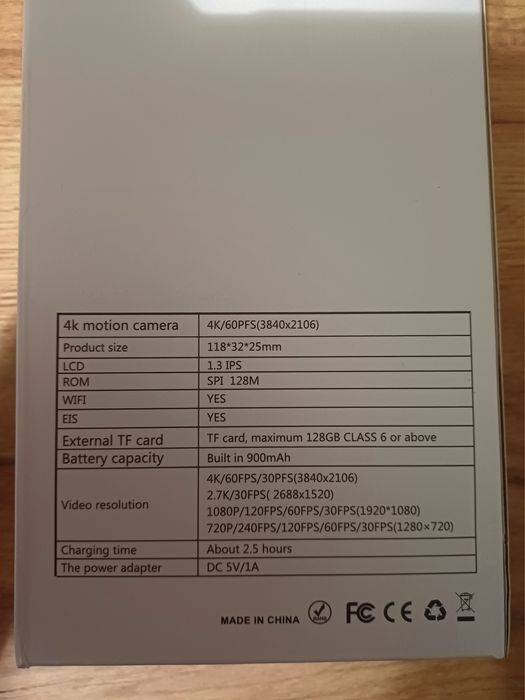 4k motion camera 4K/60PFS(3840x2106)
Product size 118*32*25mm
LCD 1.3 IPS
ROM SPI 128M
WIFI YES
EIS YES
External TF card TF card, maximum 128GB CLASS 6 or above
Battery capacity Built in 900mAh
Video resolution 4K/60FPS/30PFS(3840x2106)
2.7K/30FPS( 2688x1520)
1080P/120FPS/60FPS/30FPS(1920*1080)
720P/240FPS/120FPS/60FPS/30FPS(1280×720)
Charging time About 2.5 hours
The power adapter DC 5V/1A
MADE IN CHINA RoHS FC CE